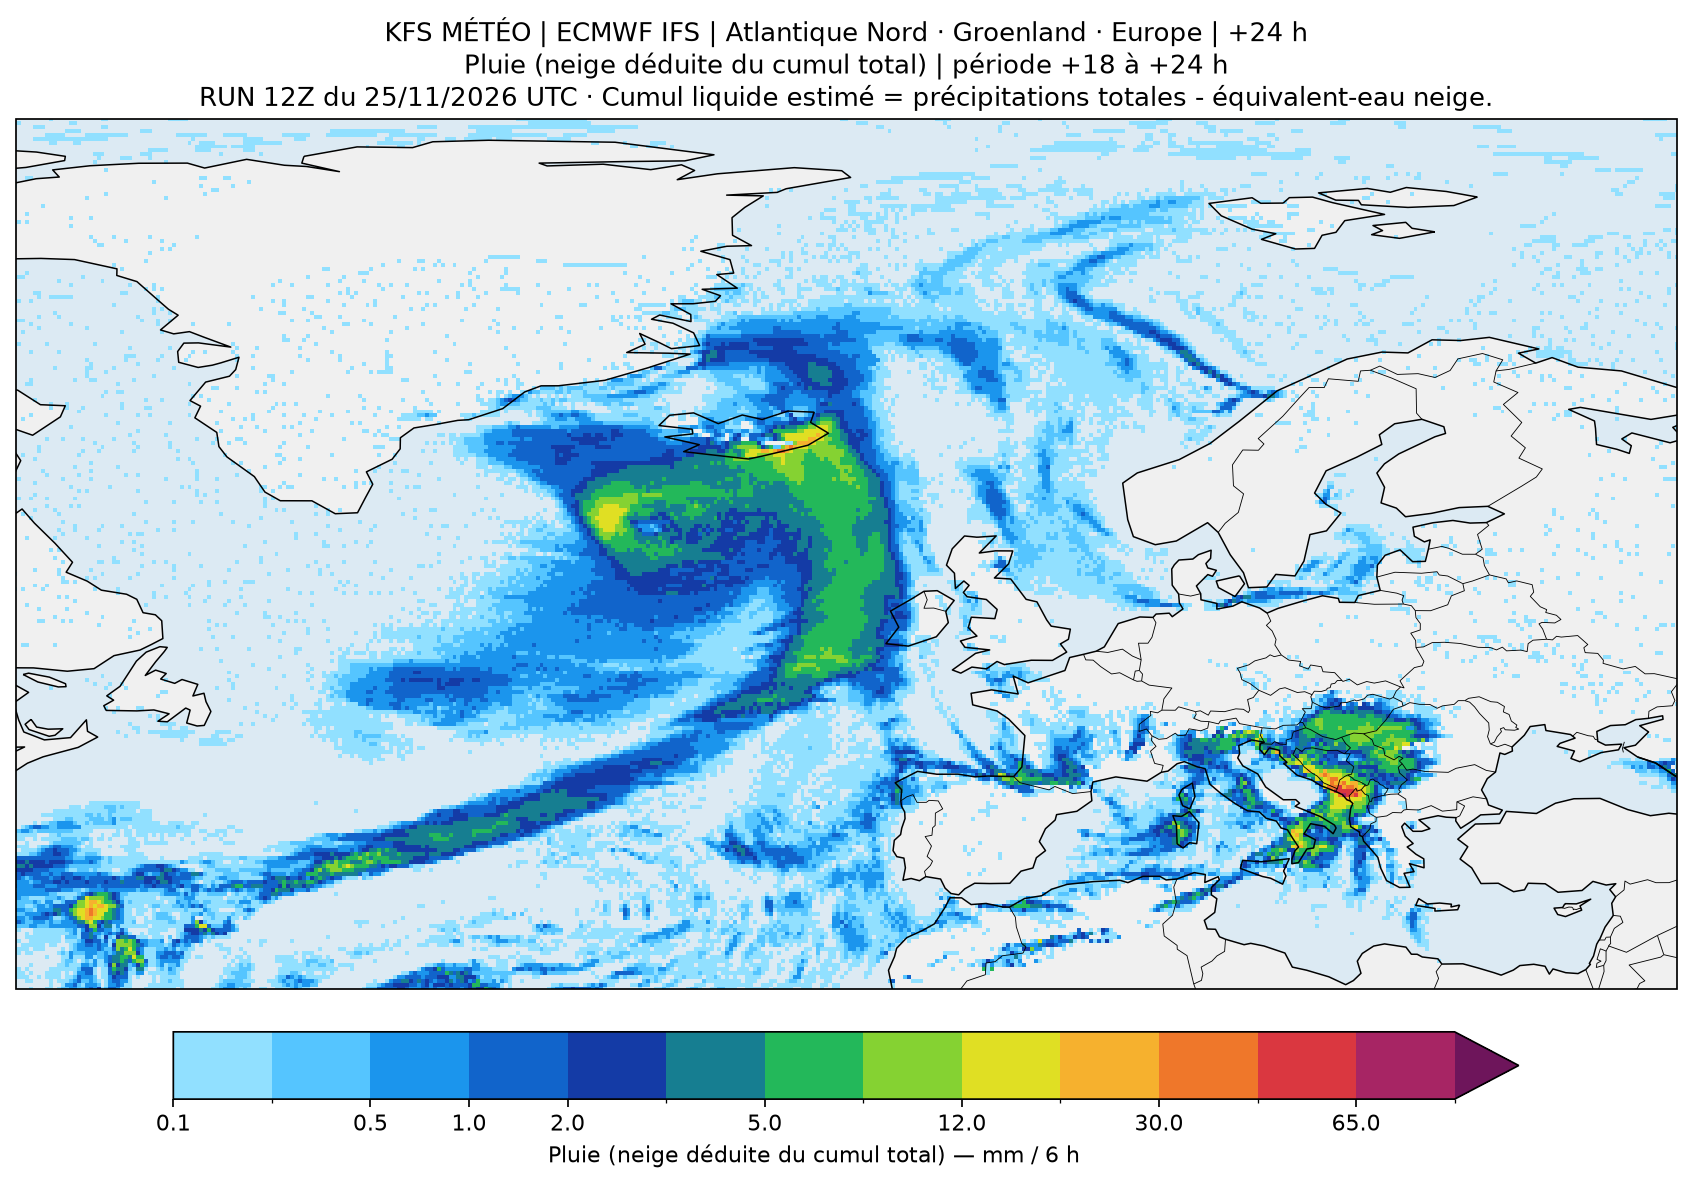 KFS MÉTÉO | ECMWF IFS | Atlantique Nord · Groenland · Europe | +24 h
Pluie (neige déduite du cumul total) | période +18 à +24 h
RUN 12Z du 25/11/2026 UTC · Cumul liquide estimé = précipitations totales - équivalent-eau neige.
0.1 0.5 1.0 2.0 5.0 12.0 30.0 65.0
Pluie (neige déduite du cumul total) — mm / 6 h